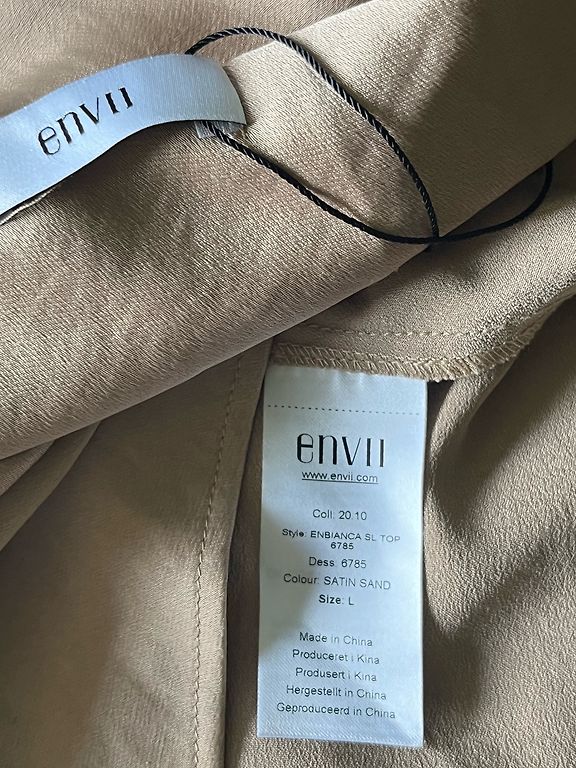 envii
envii
www.envii.com
Coll: 20.10
Style: ENBIANCA SL TOP
6785
Dess: 6785
Colour: SATIN SAND
Size: L
Made in China
Produceret i Kina
Produsert i Kina
Hergestellt in China
Geproduceerd in China